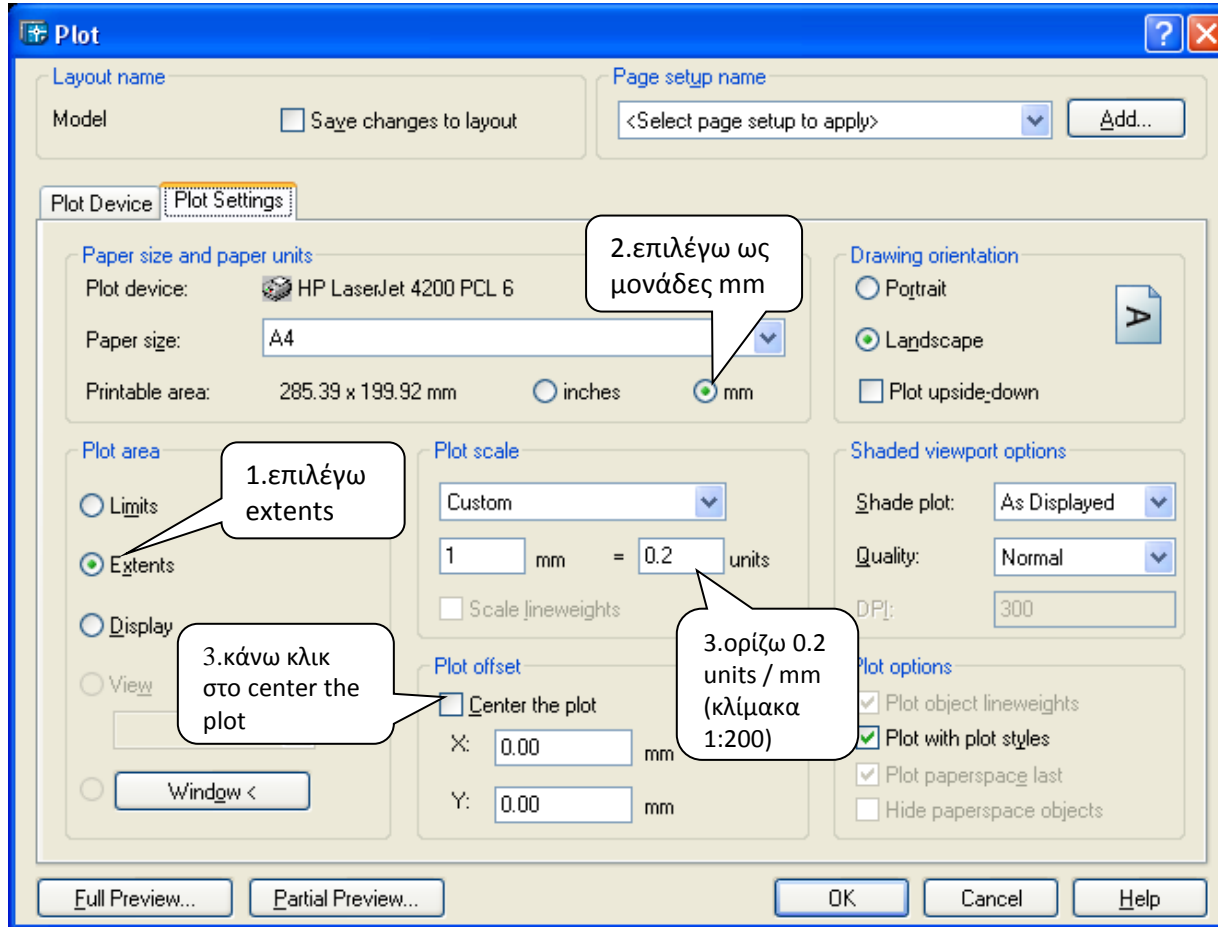 Plot
Layout name
Model
Save changes to layout
Page setup name
<Select page setup to apply>
Add...
Plot Device
Plot Settings
Paper size and paper units
Plot device:
HP LaserJet 4200 PCL 6
Paper size:
A4
Printable area:
285.39 x 199.92 mm
inches
mm
2.επιλέγω ως
μονάδες mm
Drawing orientation
Portrait
Landscape
Plot upside-down
A
Plot area
Limits
Extents
Display
View
Window <
1.επιλέγω
extents
Plot scale
Custom
1
mm
=
0.2
units
Scale lineweights
3.ορίζω 0.2
units / mm
(κλίμακα
1:200)
Shaded viewport options
Shade plot:
As Displayed
Quality:
Normal
DPI:
300
3.κάνω κλικ
στο center the
plot
Plot offset
Center the plot
X:
0.00
mm
Y:
0.00
mm
Plot options
Plot object lineweights
Plot with plot styles
Plot paperspace last
Hide paperspace objects
Full Preview...
Partial Preview...
OK
Cancel
Help